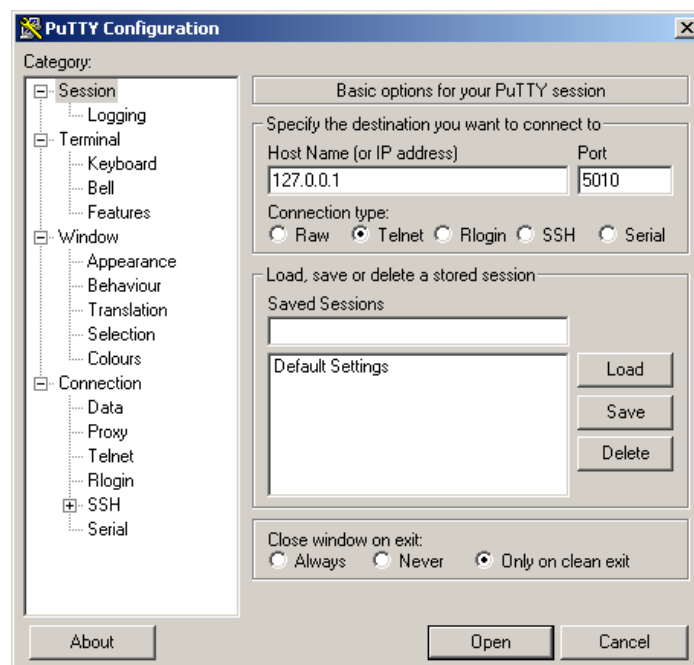 PuTTY Configuration
Category:
Session
Logging
Terminal
Keyboard
Bell
Features
Window
Appearance
Behaviour
Translation
Selection
Colours
Connection
Data
Proxy
Telnet
Rlogin
SSH
Serial
Basic options for your PuTTY session
Specify the destination you want to connect to
Host Name (or IP address) Port
127.0.0.1 5010
Connection type:
Raw Telnet Rlogin SSH Serial
Load, save or delete a stored session
Saved Sessions
Default Settings
Load
Save
Delete
Close window on exit:
Always Never Only on clean exit
About Open Cancel